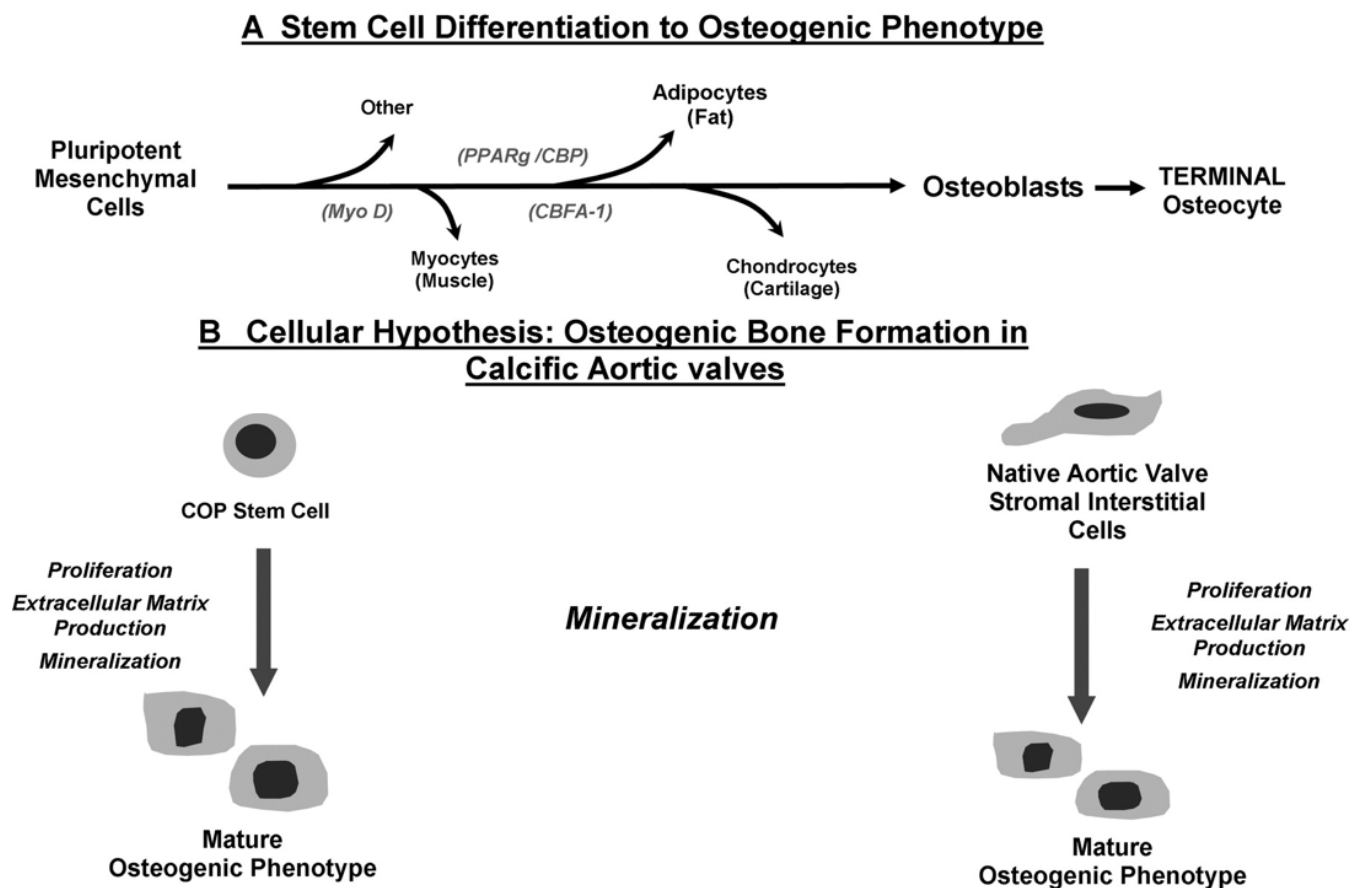 A Stem Cell Differentiation to Osteogenic Phenotype
Pluripotent
Mesenchymal
Cells
Other
(Myo D)
Myocytes
(Muscle)
(PPARg /CBP)
(CBFA-1)
Adipocytes
(Fat)
Chondrocytes
(Cartilage)
Osteoblasts
TERMINAL
Osteocyte
B Cellular Hypothesis: Osteogenic Bone Formation in
Calcific Aortic valves
COP Stem Cell
Proliferation
Extracellular Matrix
Production
Mineralization
Mature
Osteogenic Phenotype
Mineralization
Native Aortic Valve
Stromal Interstitial
Cells
Proliferation
Extracellular Matrix
Production
Mineralization
Mature
Osteogenic Phenotype